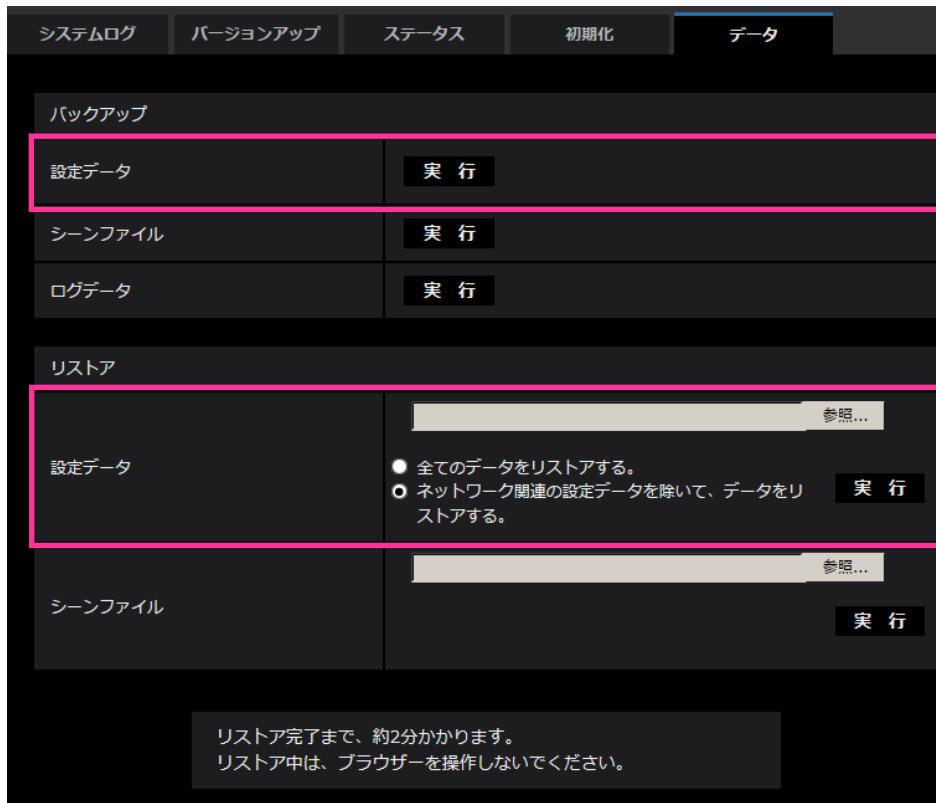 システムログ バージョンアップ ステータス 初期化 データ
バックアップ
設定データ 実 行
シーンファイル 実 行
ログデータ 実 行
リストア
参照...
設定データ
全てのデータをリストアする。
ネットワーク関連の設定データを除いて、データをリ
ストアする。
実 行
参照...
シーンファイル
実 行
リストア完了まで、約2分かかります。
リストア中は、ブラウザーを操作しないでください。